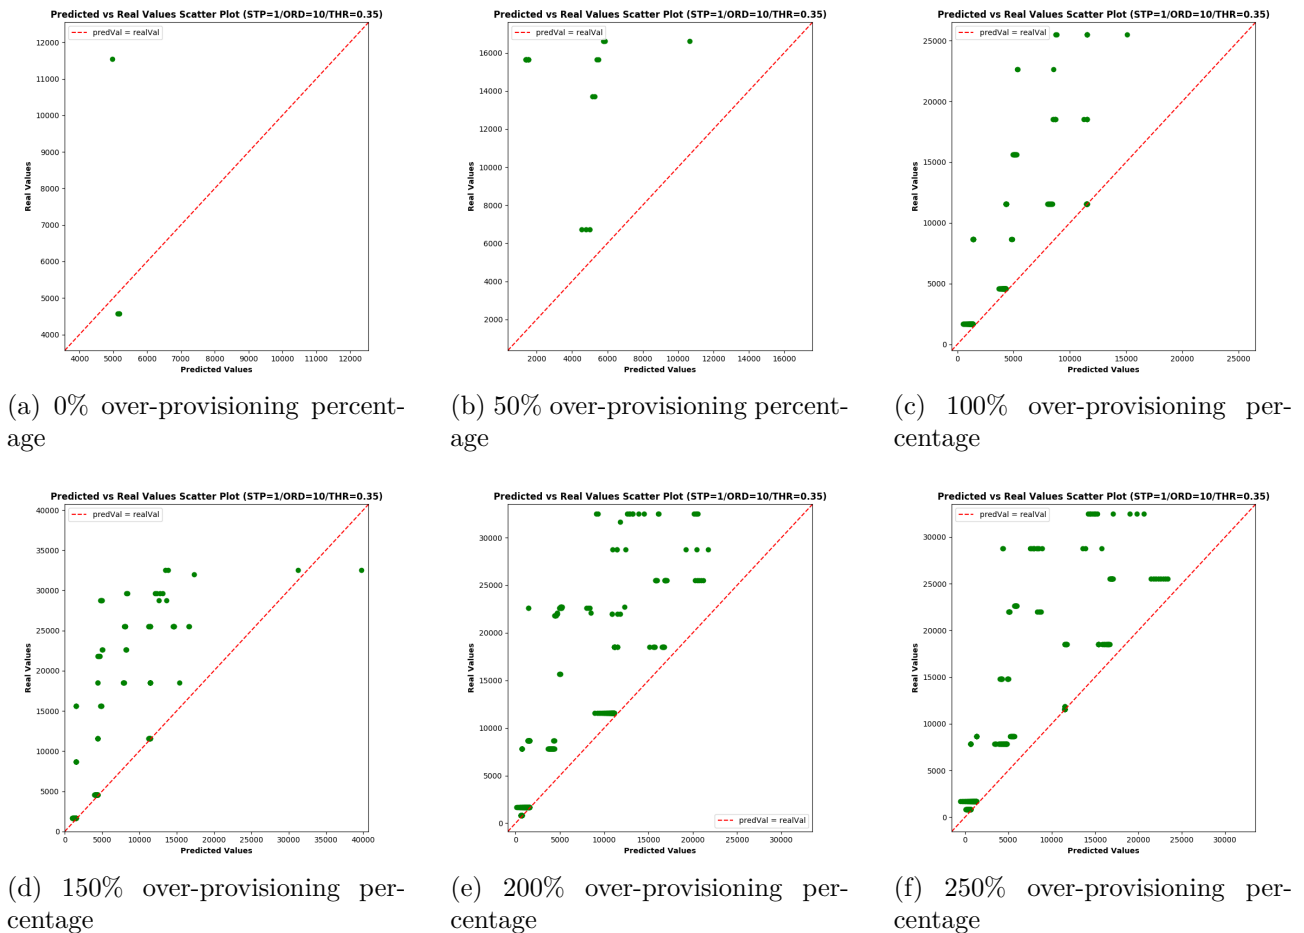 Predicted vs Real Values Scatter Plot (STP=1/ORD=10/THR=0.35)
predVal = realVal
12000
11000
10000
9000
8000
7000
6000
5000
4000
Real Values
4000 5000 6000 7000 8000 9000 10000 11000 12000
Predicted Values
(a) 0% over-provisioning percent-
age
Predicted vs Real Values Scatter Plot (STP=1/ORD=10/THR=0.35)
predVal = realVal
16000
14000
12000
10000
8000
6000
4000
2000
Real Values
2000 4000 6000 8000 10000 12000 14000 16000
Predicted Values
(b) 50% over-provisioning percent-
age
Predicted vs Real Values Scatter Plot (STP=1/ORD=10/THR=0.35)
predVal = realVal
25000
20000
15000
10000
5000
0
Real Values
0 5000 10000 15000 20000 25000
Predicted Values
(c) 100% over-provisioning per-
centage
Predicted vs Real Values Scatter Plot (STP=1/ORD=10/THR=0.35)
predVal = realVal
40000
35000
30000
25000
20000
15000
10000
5000
0
Real Values
0 5000 10000 15000 20000 25000 30000 35000 40000
Predicted Values
(d) 150% over-provisioning per-
centage
Predicted vs Real Values Scatter Plot (STP=1/ORD=10/THR=0.35)
30000
25000
20000
15000
10000
5000
0
Real Values
predVal = realVal
0 5000 10000 15000 20000 25000 30000
Predicted Values
(e) 200% over-provisioning per-
centage
Predicted vs Real Values Scatter Plot (STP=1/ORD=10/THR=0.35)
predVal = realVal
30000
25000
20000
15000
10000
5000
0
Real Values
0 5000 10000 15000 20000 25000 30000
Predicted Values
(f) 250% over-provisioning per-
centage